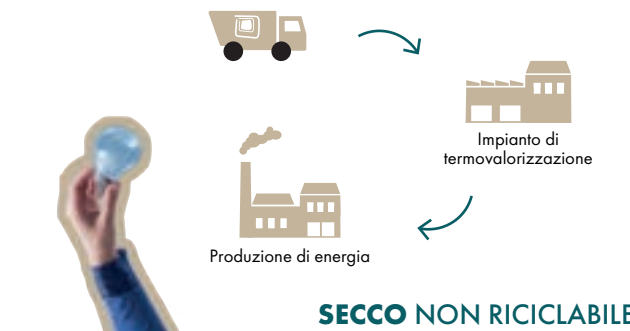 Impianto di
termovalorizzazione
Produzione di energia
SECCO NON RICICLABILE